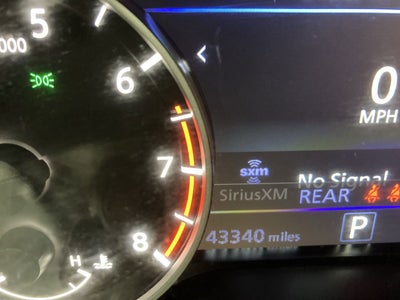 5
000
6
7
8
H
0
MPH
sxm
No Signal
SiriusXM
REAR
P
43340 miles